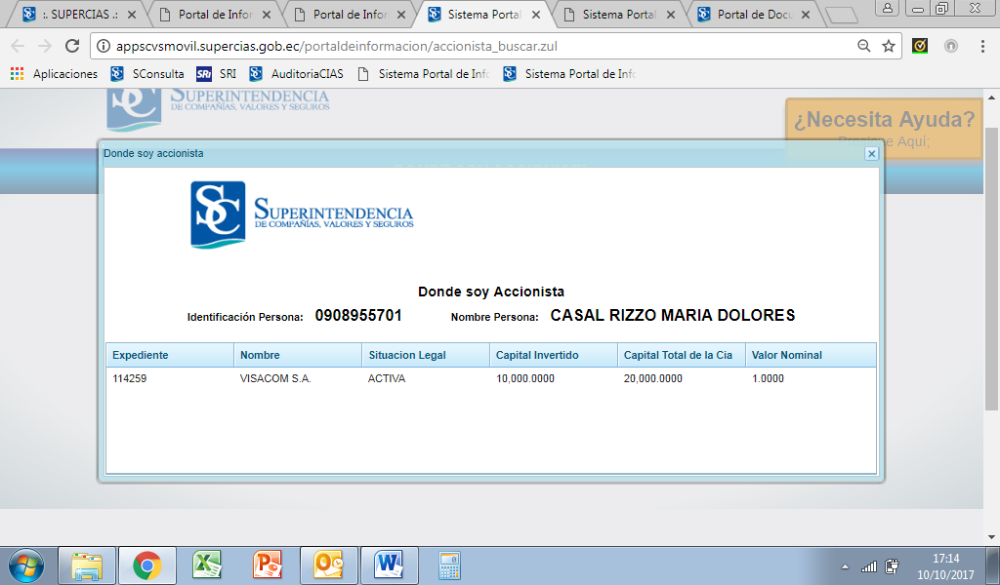 :. SUPERCIAS .:
Portal de Infor
Portal de Infor
Sistema Portal
Sistema Portal
Portal de Docu
appscvsmovil.supercias.gob.ec/portaldeinformacion/accionista_buscar.zul
Aplicaciones
SConsulta
SRi SRI
AuditoriaCIAS
Sistema Portal de Info
Sistema Portal de Info
SUPERINTENDENCIA
DE COMPAÑÍAS, VALORES Y SEGUROS
¿Necesita Ayuda?
Aquí;
Donde soy accionista
SC
SUPERINTENDENCIA
DE COMPAÑÍAS, VALORES Y SEGUROS
Donde soy Accionista
Identificación Persona: 0908955701 Nombre Persona: CASAL RIZZO MARIA DOLORES
Expediente Nombre Situacion Legal Capital Invertido Capital Total de la Cia Valor Nominal
114259 VISACOM S.A. ACTIVA 10,000.0000 20,000.0000 1.0000
17:14
10/10/2017